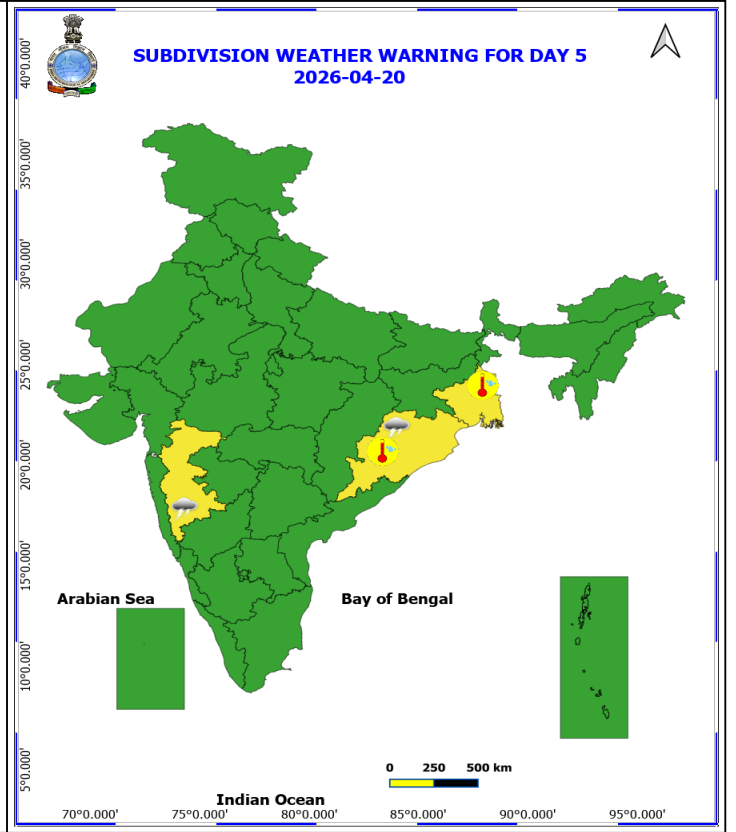 SUBDIVISION WEATHER WARNING FOR DAY 5
2026-04-20
40°0.000'
35°0.000'
30°0.000'
25°0.000'
20°0.000'
15°0.000'
10°0.000'
5°0.000'
Arabian Sea
Bay of Bengal
0 250 500 km
Indian Ocean
70°0.000' 75°0.000' 80°0.000' 85°0.000' 90°0.000' 95°0.000'